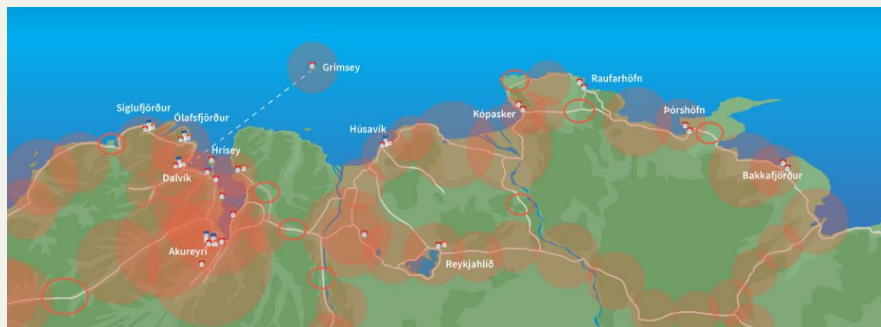 Grímsey
Siglufjörður
Ólafsfjörður
Hrísey
Dalvík
Akureyri
Húsavík
Reykjahlíð
Kópasker
Raufarhöfn
Þórshöfn
Bakkafjörður